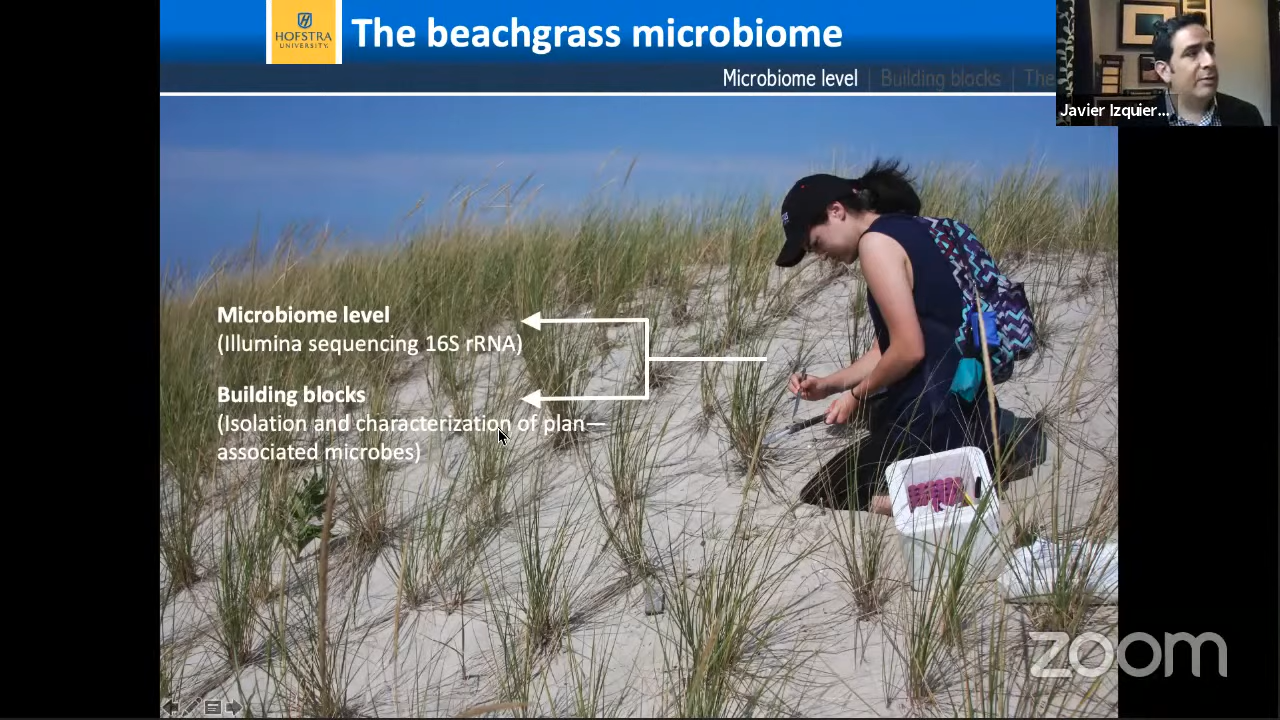 HOFSTRA
UNIVERSITY.
The beachgrass microbiome
Microbiome level | Building blocks | The
Javier Izquier...
Microbiome level
(Illumina sequencing 16S rRNA)
Building blocks
(Isolation and characterization of plan—
associated microbes)
zoom